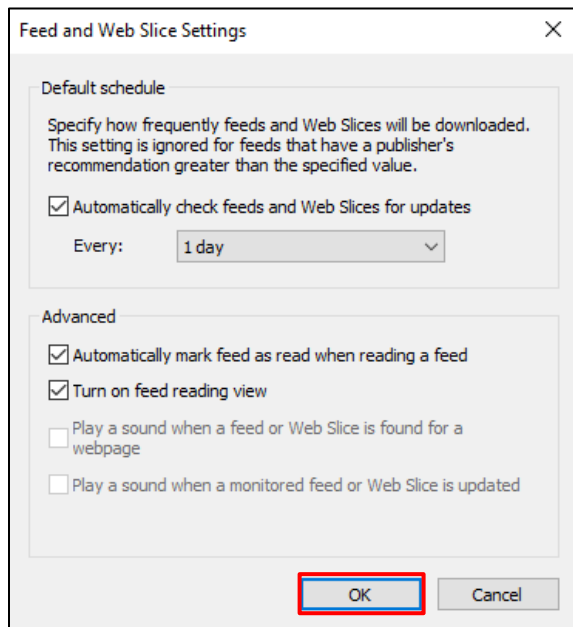 Feed and Web Slice Settings
Default schedule
Specify how frequently feeds and Web Slices will be downloaded.
This setting is ignored for feeds that have a publisher's
recommendation greater than the specified value.
Automatically check feeds and Web Slices for updates
Every: 1 day
Advanced
Automatically mark feed as read when reading a feed
Turn on feed reading view
Play a sound when a feed or Web Slice is found for a
webpage
Play a sound when a monitored feed or Web Slice is updated
OK Cancel